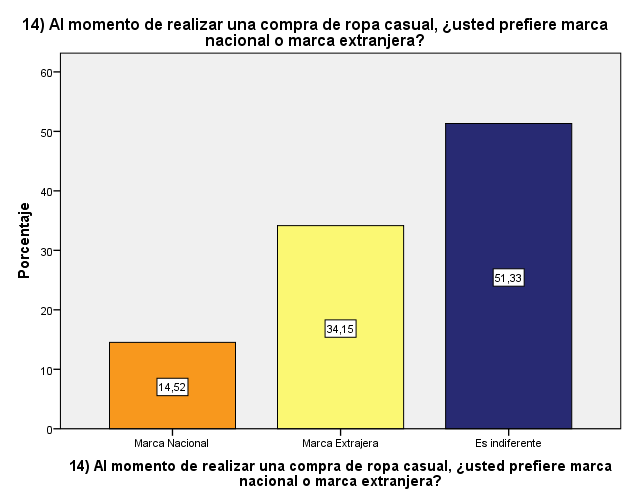 14) Al momento de realizar una compra de ropa casual, ¿usted prefiere marca
nacional o marca extranjera?
Porcentaje
60
50
40
30
20
10
0
14,52
34,15
51,33
Marca Nacional
Marca Extrajera
Es indiferente
14) Al momento de realizar una compra de ropa casual, ¿usted prefiere marca
nacional o marca extranjera?